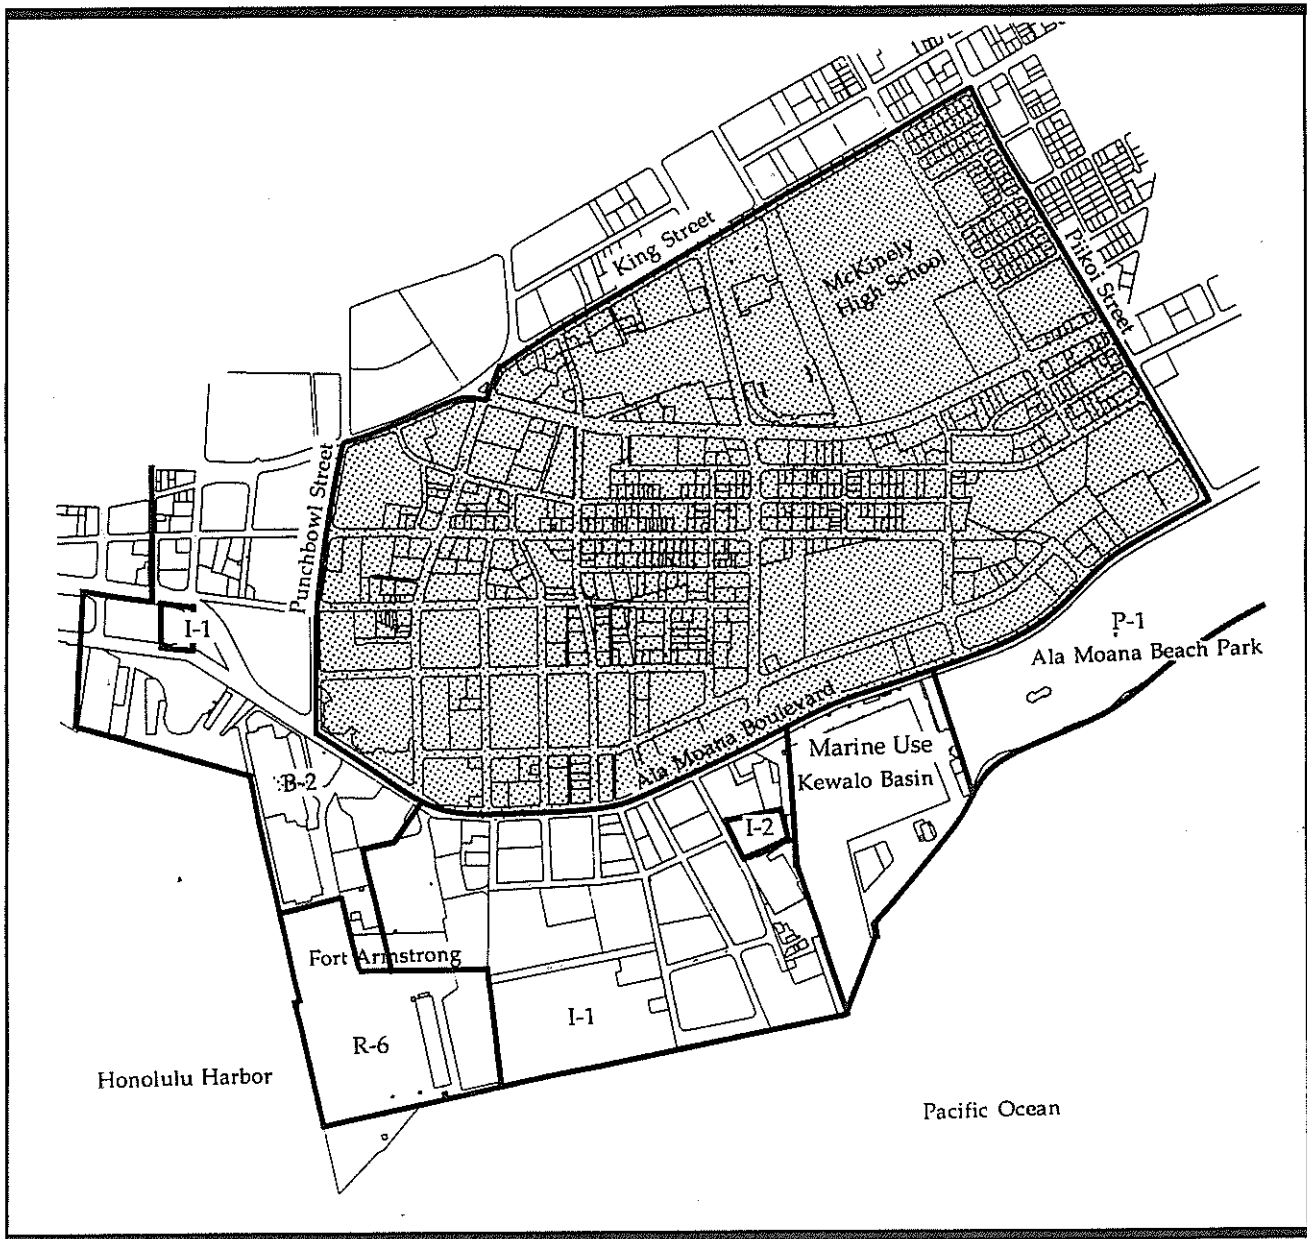 King Street
McKinely
High School
Piikoi Street
Punchbowl Street
I-1
P-1
Ala Moana Beach Park
Ala Moana Boulevard
Marine Use
Kewalo Basin
B-2
I-2
Fort Armstrong
I-1
R-6
Honolulu Harbor
Pacific Ocean